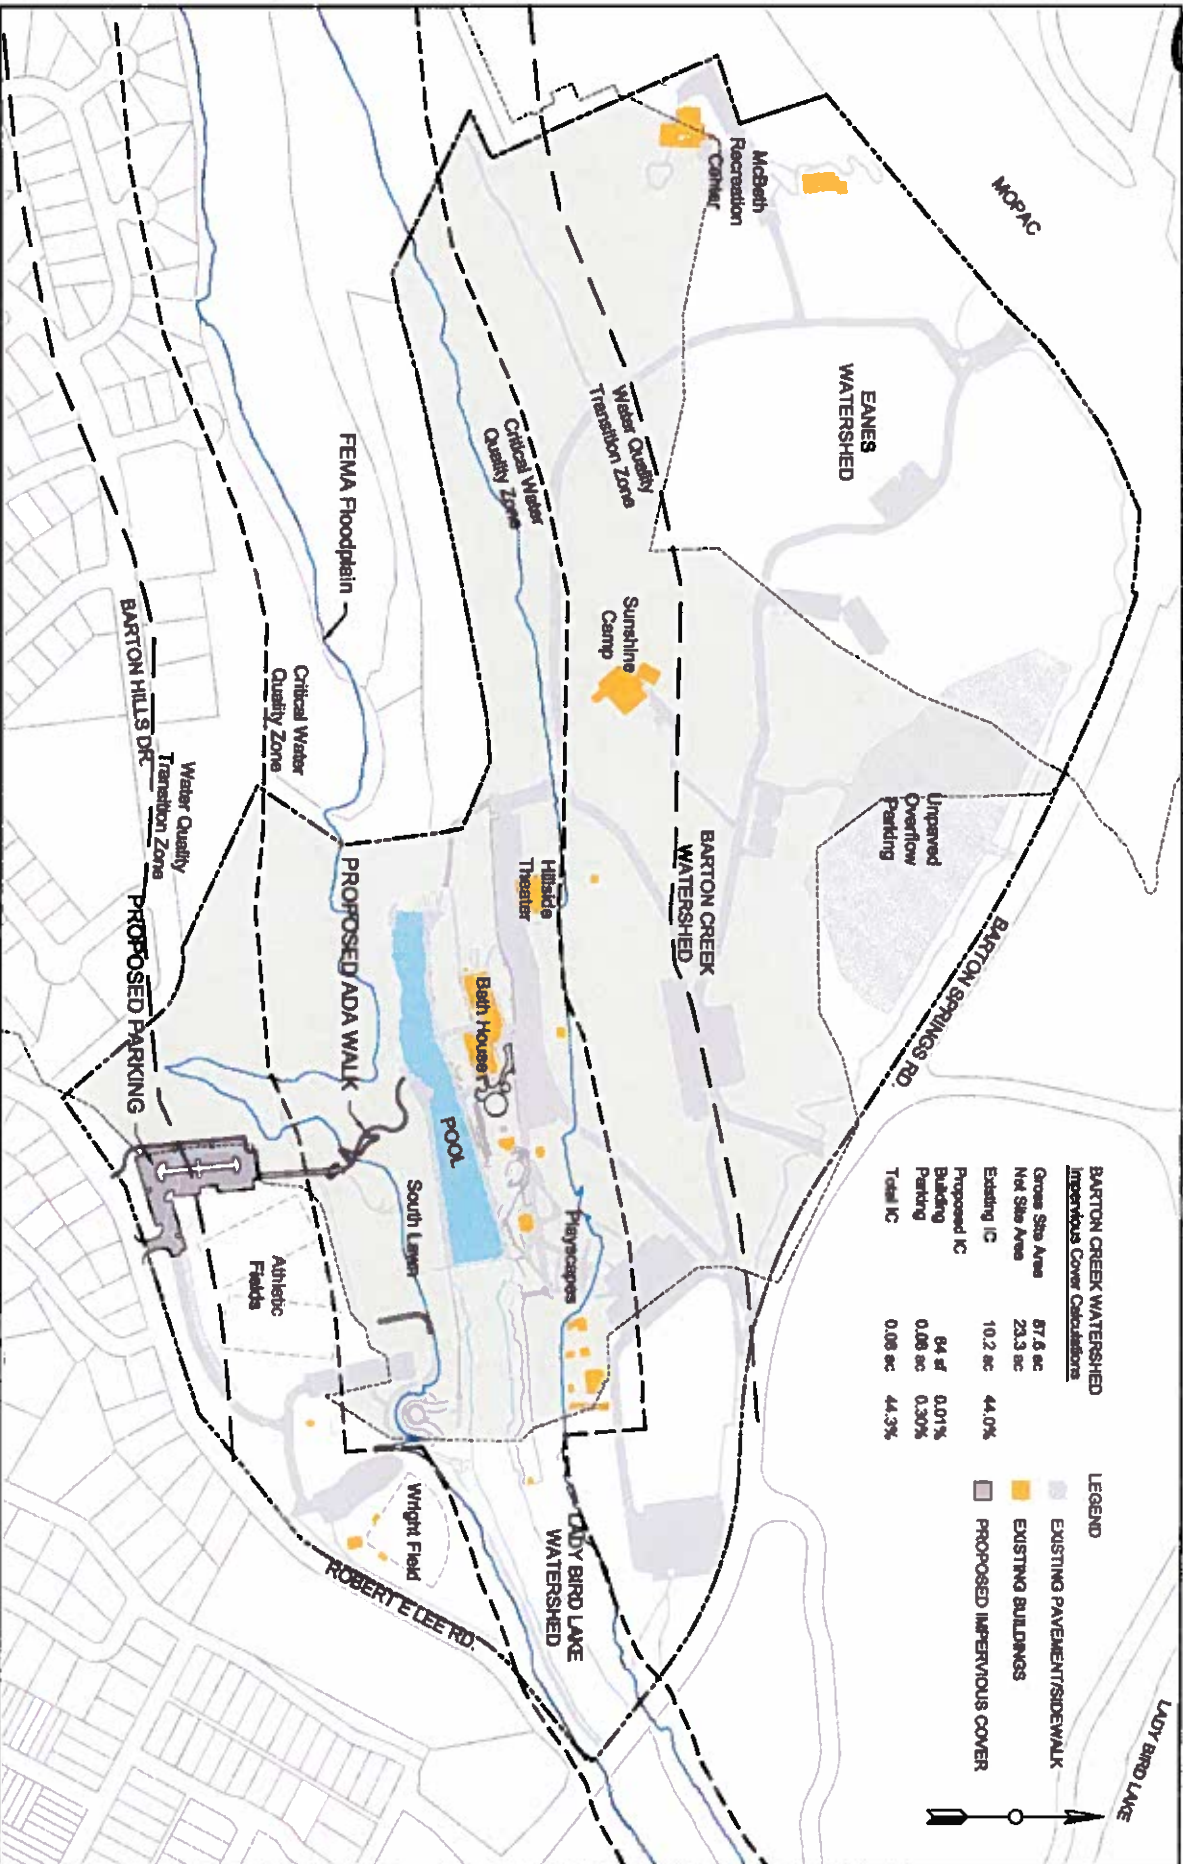 MOPAC
McBeth
Recreation
Center
EANES
WATERSHED
Water Quality
Transition Zone
Critical Water
Quality Zone
FEMA Floodplain
Sunshine
Camp
BARTON CREEK
WATERSHED
Unpaved
Overflow
Parking
BARTON SPRINGS RD.
BARTON HILLS DR.
Critical Water
Quality Zone
Water Quality
Transition Zone
PROPOSED PARKING
PROPOSED ADA WALK
Hillside
Theater
Bath House
POOL
South Lawn
Playscapes
Athletic
Fields
Wright Field
ROBERT E LEE RD.
LADY BIRD LAKE
WATERSHED
LADY BIRD LAKE
BARTON CREEK WATERSHED
Impervious Cover Calculations
Gross Site Area 87.6 ac
Net Site Area 23.3 ac
Existing IC 10.2 ac 44.0%
Proposed IC
Building 64 sf 0.01%
Parking 0.08 ac 0.30%
Total IC 0.08 ac 44.3%
LEGEND
EXISTING PAVEMENT/SIDEWALK
EXISTING BUILDINGS
PROPOSED IMPERVIOUS COVER